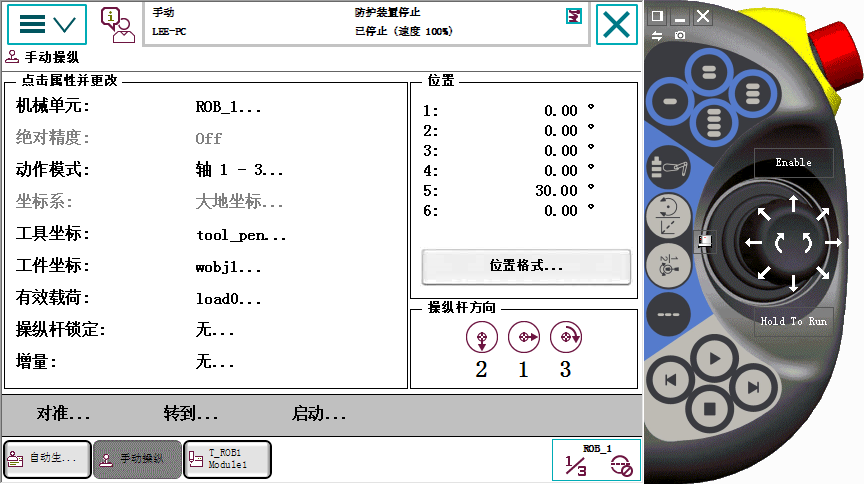 手动
防护装置停止
LEE-PC
已停止 (速度 100%)
手动操纵
点击属性并更改
机械单元: ROB_1...
绝对精度: Off
动作模式: 轴 1 - 3...
坐标系: 大地坐标...
工具坐标: tool_pen...
工件坐标: wobj1...
有效载荷: load0...
操纵杆锁定: 无...
增量: 无...
位置
1: 0.00 °
2: 0.00 °
3: 0.00 °
4: 0.00 °
5: 30.00 °
6: 0.00 °
位置格式...
操纵杆方向
2 1 3
对准... 转到... 启动...
自动生...
手动操纵
T_ROB1
Module1
ROB_1
1/3
Enable
Hold To Run